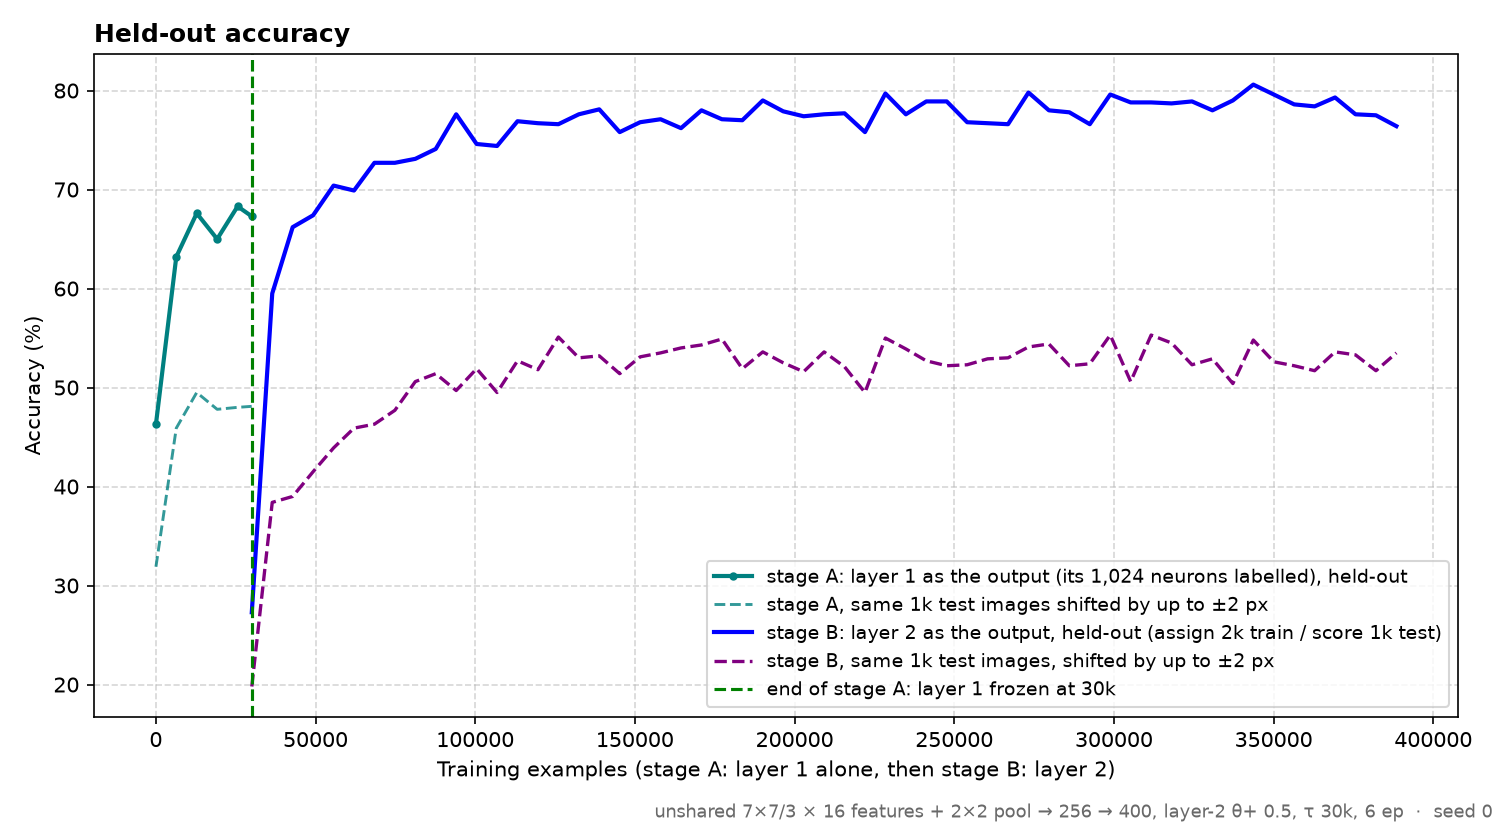 Held-out accuracy
Accuracy (%)
80
70
60
50
40
30
20
stage A: layer 1 as the output (its 1,024 neurons labelled), held-out
stage A, same 1k test images shifted by up to ±2 px
stage B: layer 2 as the output, held-out (assign 2k train / score 1k test)
stage B, same 1k test images, shifted by up to ±2 px
end of stage A: layer 1 frozen at 30k
0 50000 100000 150000 200000 250000 300000 350000 400000
Training examples (stage A: layer 1 alone, then stage B: layer 2)
unshared 7×7/3 × 16 features + 2×2 pool → 256 → 400, layer-2 θ+ 0.5, τ 30k, 6 ep · seed 0